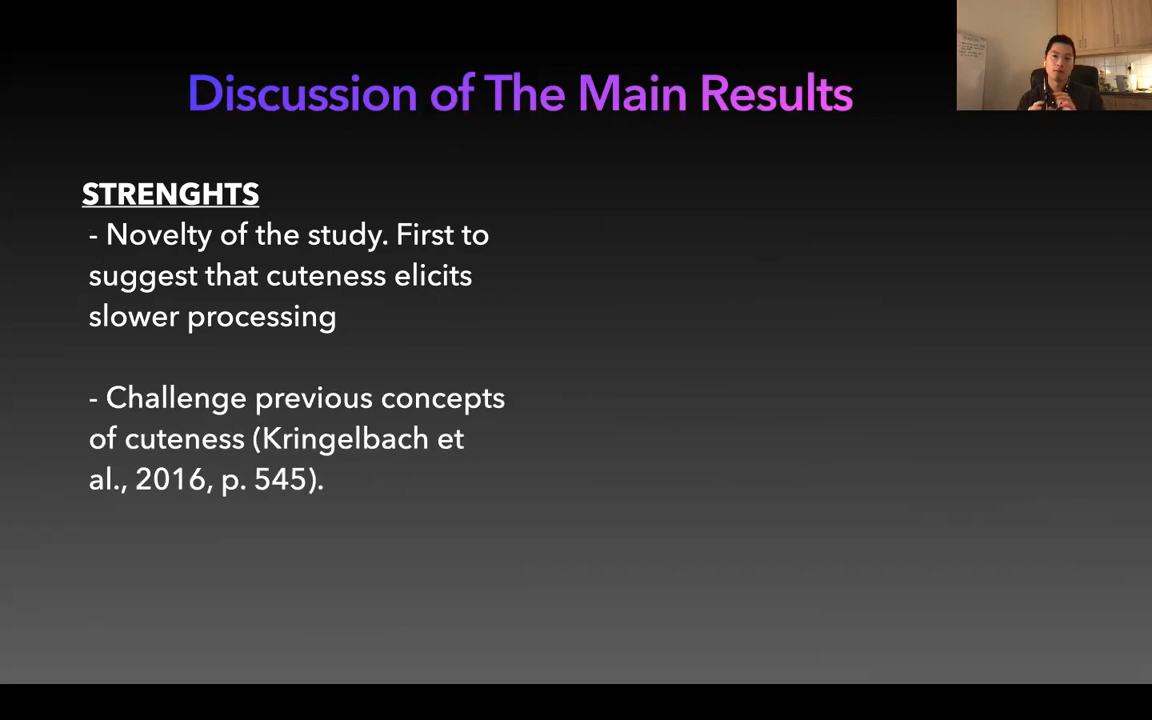 Discussion of The Main Results
STRENGHTS
- Novelty of the study. First to
suggest that cuteness elicits
slower processing
- Challenge previous concepts
of cuteness (Kringelbach et
al., 2016, p. 545).